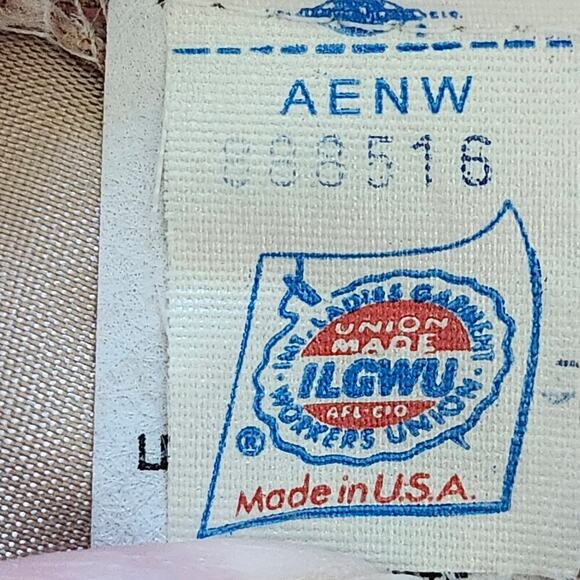 AENW
888516
INT. LADIES GARMENT
UNION
MADE
ILGWU
AFL-CIO
WORKERS UNION
®
Made in U.S.A.